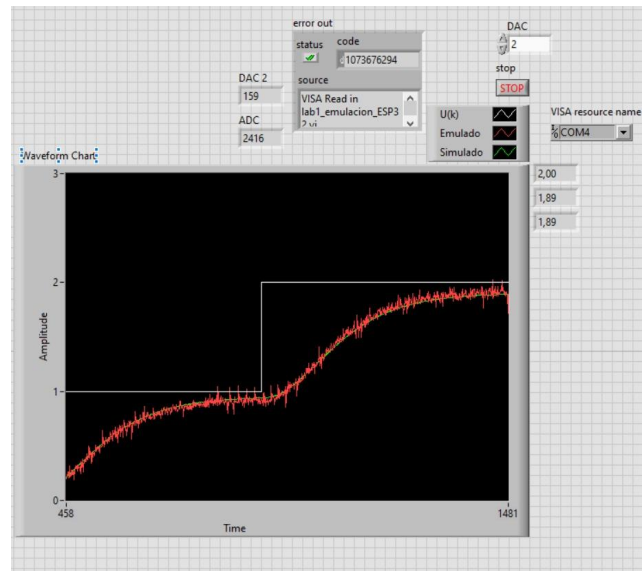 error out
status
code
1073676294
source
VISA Read in
lab1_emulacion_ESP3
2.vi
DAC
2
stop
STOP
DAC 2
159
ADC
2416
U(k)
Emulado
Simulado
VISA resource name
COM4
Waveform Chart
2,00
1,89
1,89
3
2
1
0
Amplitude
458
1481
Time